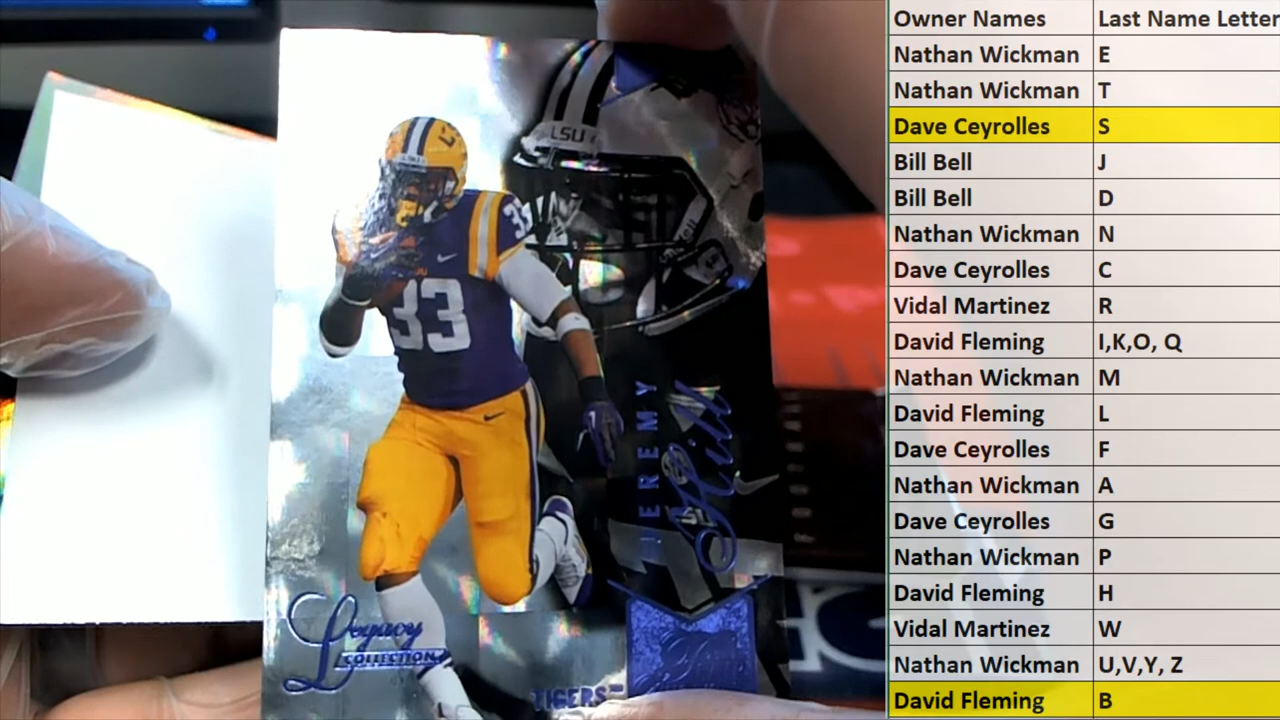 LSU
33
33
JEREMY
Hill
LSU
Legacy
COLLECTION
TIGERS
Owner Names Last Name Letter
Nathan Wickman E
Nathan Wickman T
Dave Ceyrolles S
Bill Bell J
Bill Bell D
Nathan Wickman N
Dave Ceyrolles C
Vidal Martinez R
David Fleming I,K,O, Q
Nathan Wickman M
David Fleming L
Dave Ceyrolles F
Nathan Wickman A
Dave Ceyrolles G
Nathan Wickman P
David Fleming H
Vidal Martinez W
Nathan Wickman U,V,Y, Z
David Fleming B